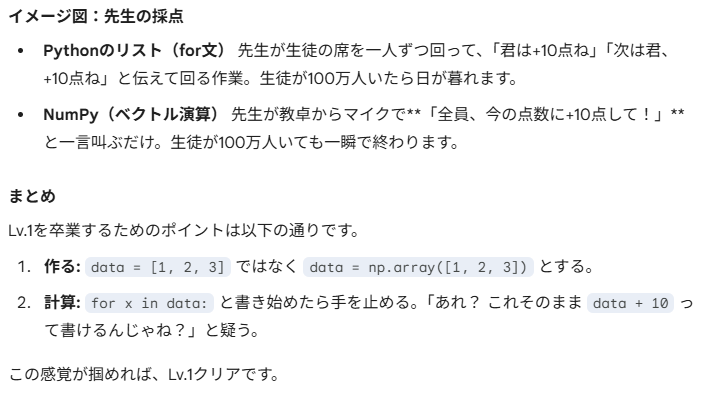 イメージ図：先生の採点
• Pythonのリスト（for文） 先生が生徒の席を一人ずつ回って、「君は+10点ね」「次は君、
+10点ね」と伝えて回る作業。生徒が100万人いたら日が暮れます。
• NumPy（ベクトル演算） 先生が教卓からマイクで**「全員、今の点数に+10点して！」**
と一言叫ぶだけ。生徒が100万人いても一瞬で終わります。
まとめ
Lv.1を卒業するためのポイントは以下の通りです。
1. 作る: data = [1, 2, 3] ではなく data = np.array([1, 2, 3]) とする。
2. 計算: for x in data: と書き始めたら手を止める。「あれ？ これそのまま data + 10 っ
て書けるんじゃね？」と疑う。
この感覚が掴めれば、Lv.1クリアです。